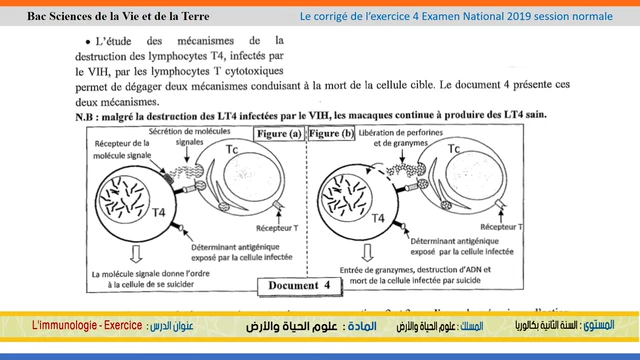 Bac Sciences de la Vie et de la Terre
Le corrigé de l'exercice 4 Examen National 2019 session normale
• L'étude des mécanismes de la
destruction des lymphocytes T4, infectés par
le VIH, par les lymphocytes T cytotoxiques
permet de dégager deux mécanismes conduisant à la mort de la cellule cible. Le document 4 présente ces
deux mécanismes.
N.B : malgré la destruction des LT4 infectées par le VIH, les macaques continue à produire des LT4 sain.
Sécrétion de molécules
signales
Figure (a)
Récepteur de la
molécule signale
Tc
T4
Récepteur T
Déterminant antigénique
exposé par la cellule infectée
La molécule signale donne l'ordre
à la cellule de se suicider
Figure (b)
Libération de perforines
et de granymes
Tc
T4
Récepteur T
Déterminant antigénique
exposé par la cellule infectée
Entrée de granzymes, destruction d'ADN et
mort de la cellule infectée par suicide
Document 4
المستوى : السنة الثانية بكالوريا
المسلك : علوم الحياة والأرض
المادة : علوم الحياة والأرض
عنوان الدرس : L'immunologie - Exercice